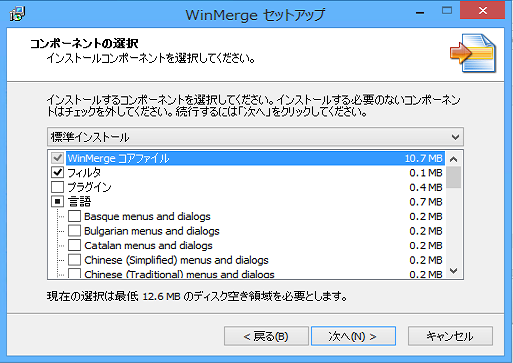 WinMerge セットアップ
コンポーネントの選択
インストールコンポーネントを選択してください。
インストールするコンポーネントを選択してください。インストールする必要のないコンポーネン
トはチェックを外してください。続行するには「次へ」をクリックしてください。
標準インストール
WinMerge コアファイル 10.7 MB
フィルタ 0.1 MB
プラグイン 0.4 MB
言語 0.7 MB
Basque menus and dialogs 0.2 MB
Bulgarian menus and dialogs 0.2 MB
Catalan menus and dialogs 0.2 MB
Chinese (Simplified) menus and dialogs 0.2 MB
Chinese (Traditional) menus and dialogs 0.2 MB
現在の選択は最低 12.6 MB のディスク空き領域を必要とします。
< 戻る(B) 次へ(N) > キャンセル